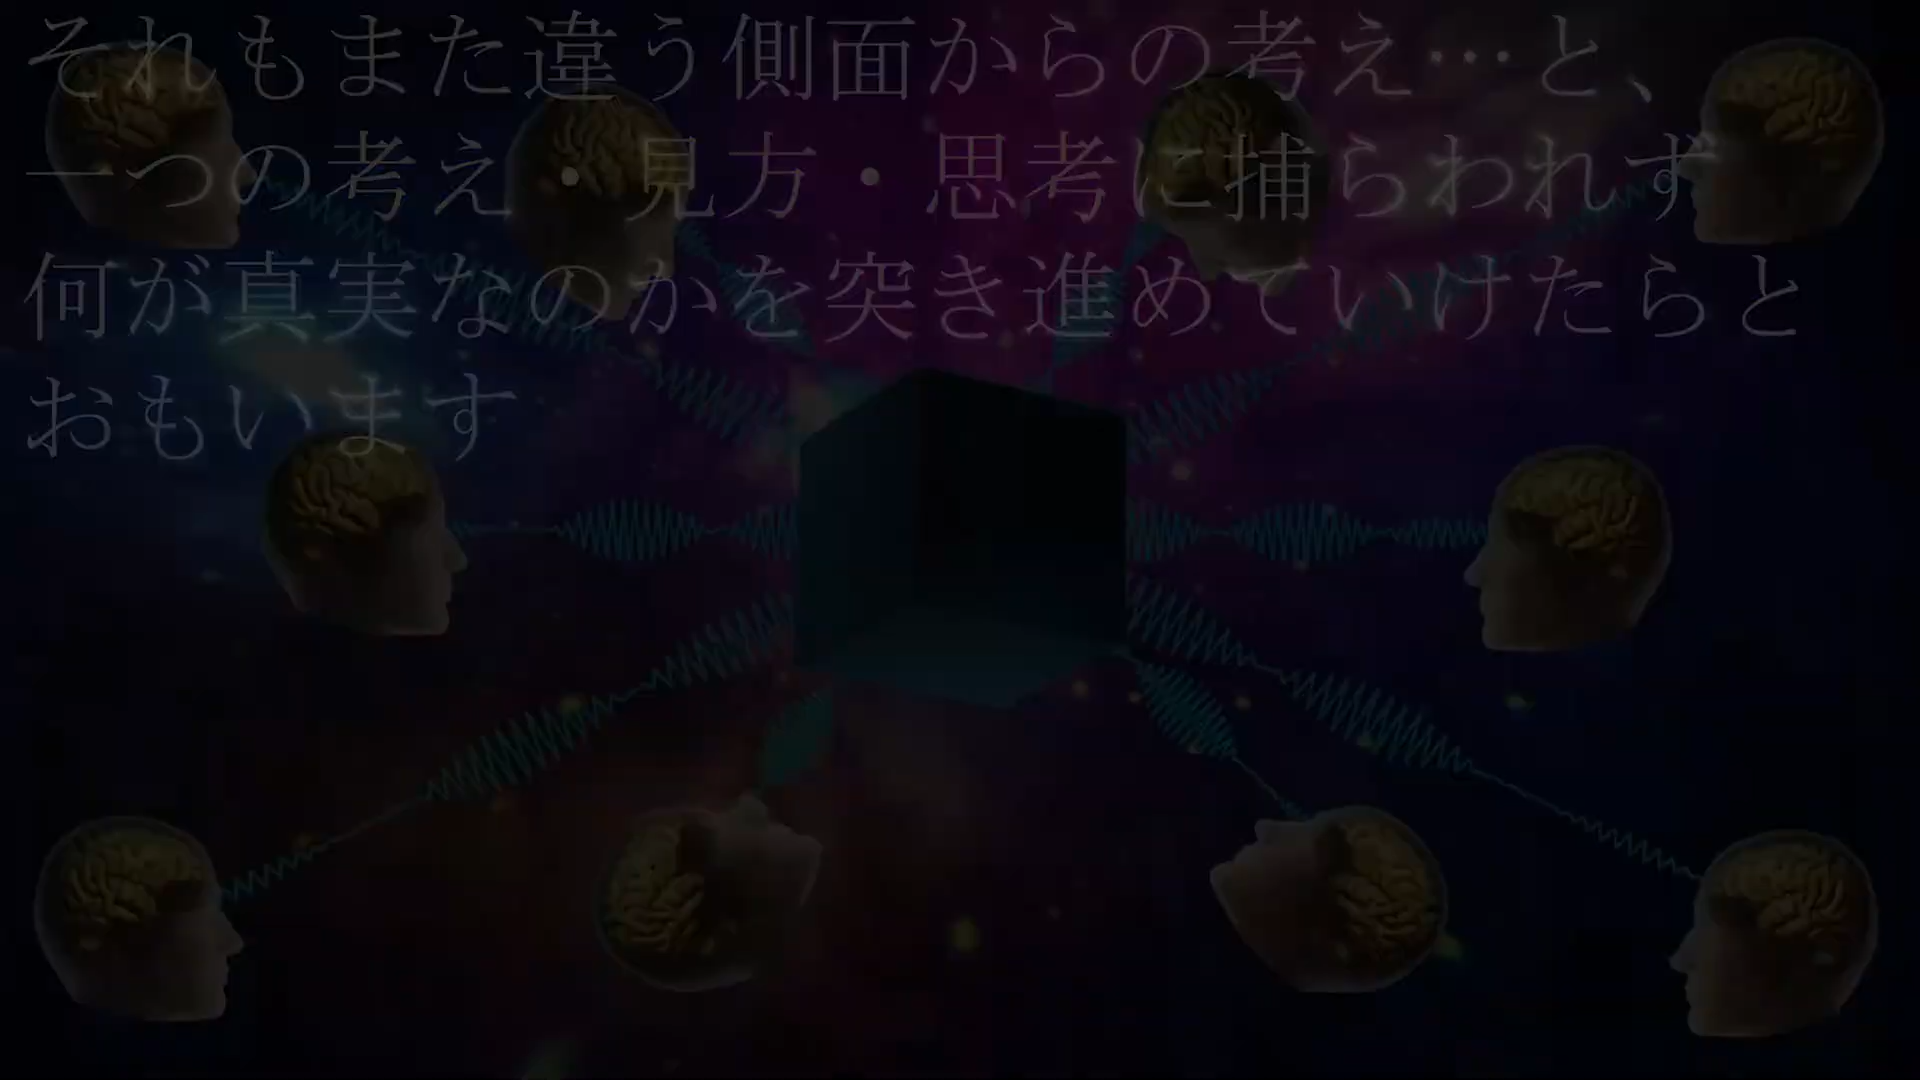 それもまた違う側面からの考え…と、
一つの考え・見方・思考に捕らわれず
何が真実なのかを突き進めていけたらと
おもいます